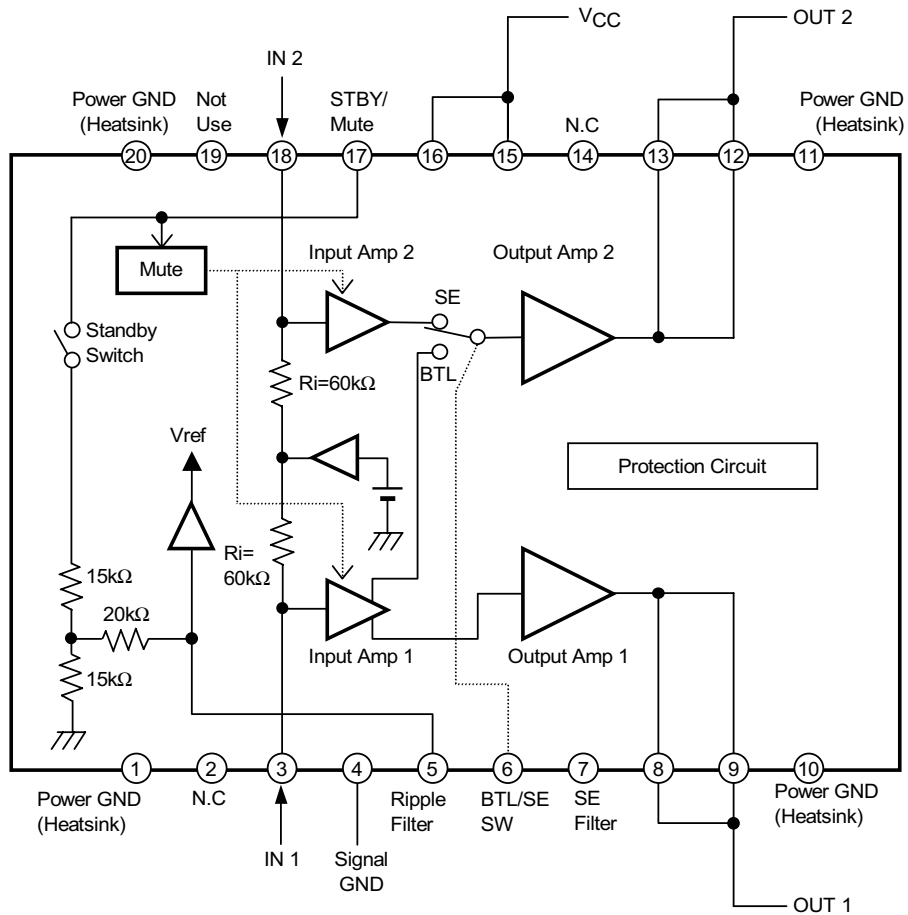 VCC
OUT 2
IN 2
Power GND
(Heatsink)
Not
Use
STBY/
Mute
N.C
Power GND
(Heatsink)
20
19
18
17
16
15
14
13
12
11
Mute
Input Amp 2
Output Amp 2
SE
Standby
Switch
BTL
Ri=60kΩ
Vref
Protection Circuit
Ri=
60kΩ
15kΩ
20kΩ
Input Amp 1
Output Amp 1
15kΩ
1
2
3
4
5
6
7
8
9
10
Power GND
(Heatsink)
N.C
Ripple
Filter
BTL/SE
SW
SE
Filter
Power GND
(Heatsink)
IN 1
Signal
GND
OUT 1